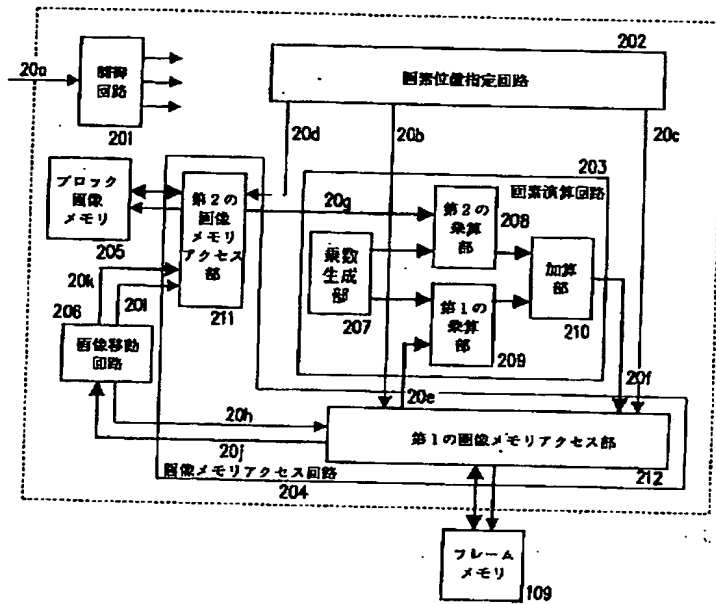 202
20a
制御
回路
201
画素位置指定回路
20d
20b
20c
203
画素演算回路
ブロック
画像
メモリ
205
第2の
画像
メモリ
アクセス
部
211
20g
第2の
乗算
部
208
乗数
生成
部
207
加算
部
210
第1の
乗算
部
209
20k
20l
206
画像移動
回路
20e
20f
20h
20j
第1の画像メモリアクセス部
212
画像メモリアクセス回路
204
フレーム
メモリ
109